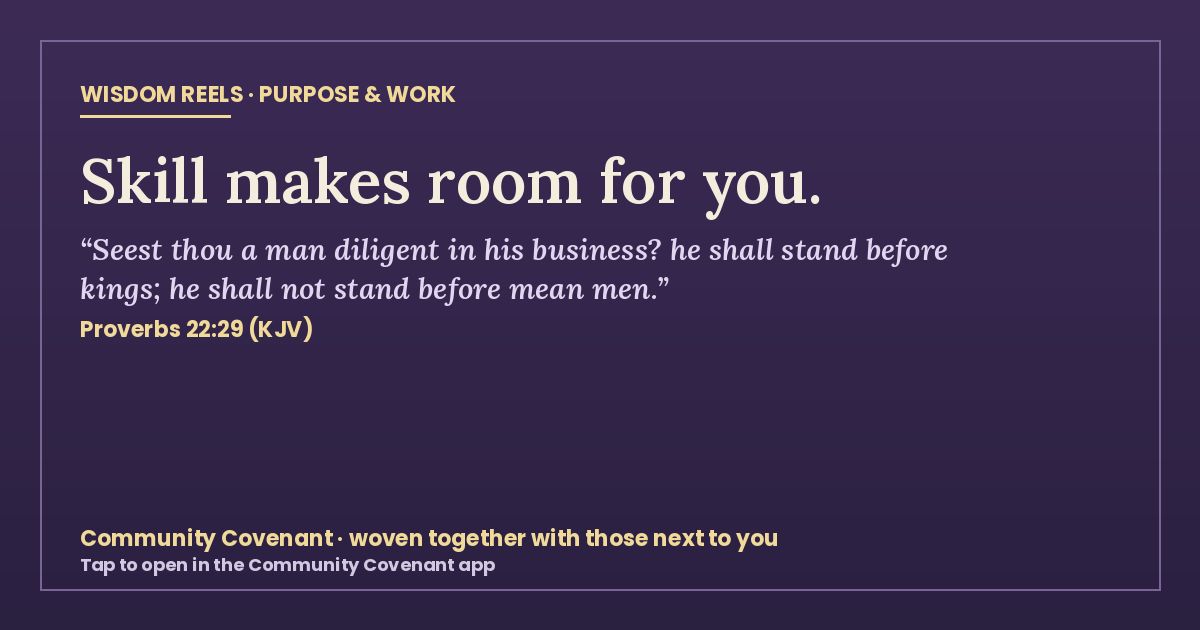 WISDOM REELS · PURPOSE & WORK
Skill makes room for you.
“Seest thou a man diligent in his business? he shall stand before
kings; he shall not stand before mean men.”
Proverbs 22:29 (KJV)
Community Covenant · woven together with those next to you
Tap to open in the Community Covenant app